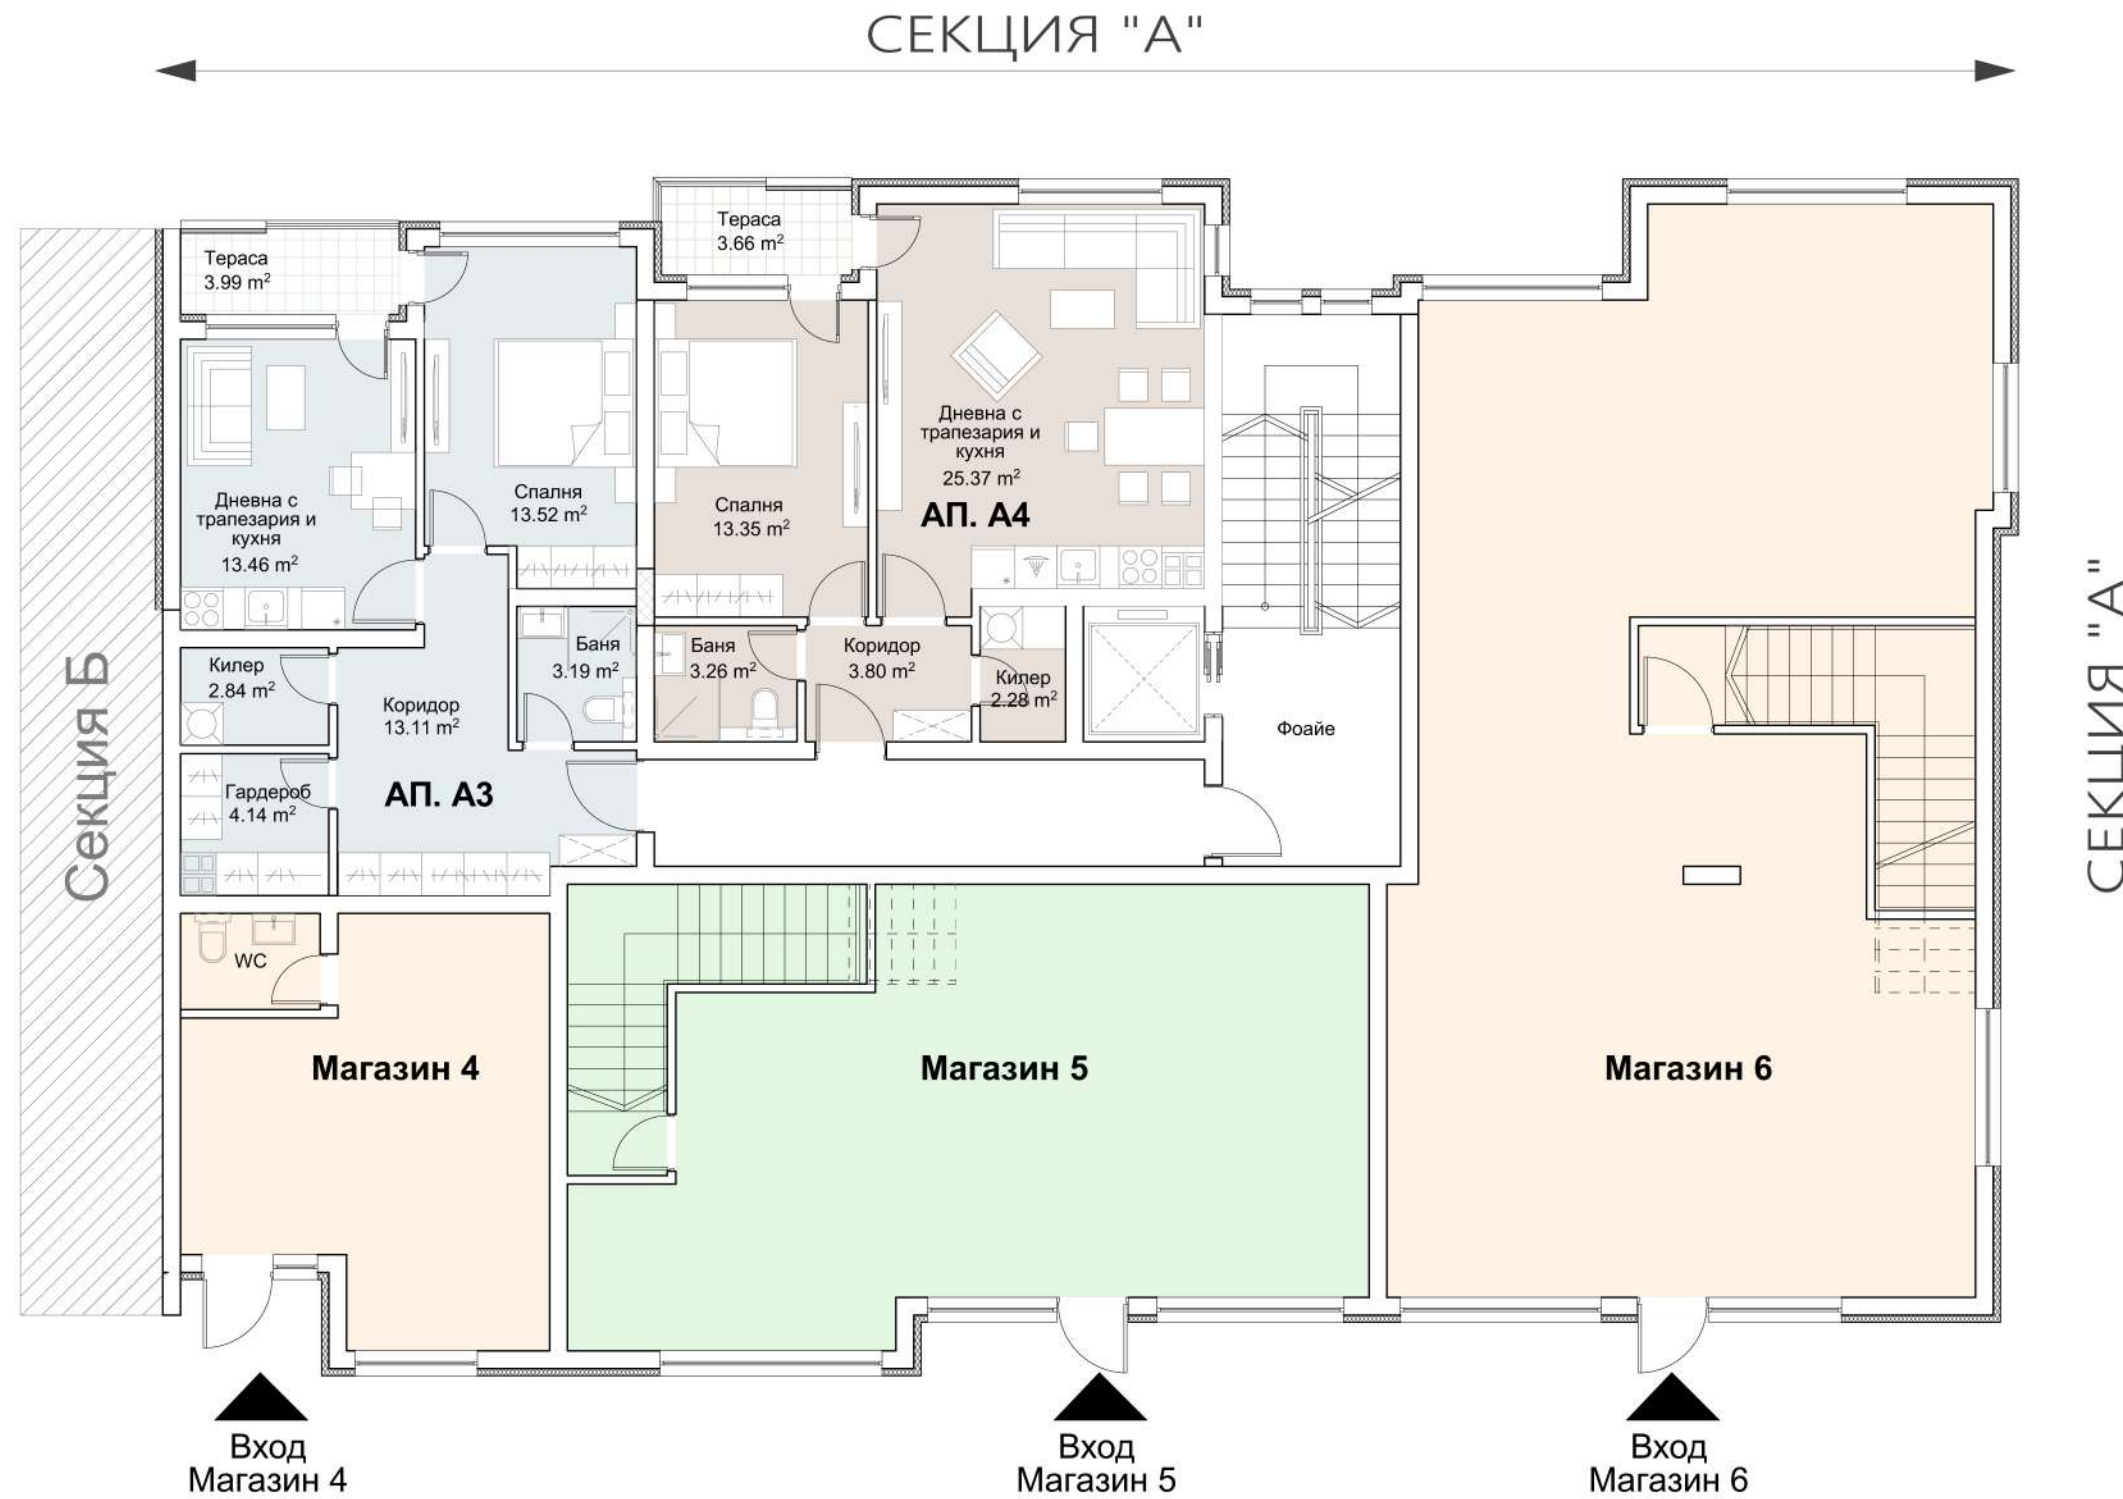 СЕКЦИЯ "А"
Тераса
3.66 m²
Тераса
3.99 m²
Дневна с
трапезария и
кухня
25.37 m²
АП. А4
Спалня
13.52 m²
Спалня
13.35 m²
Дневна с
трапезария и
кухня
13.46 m²
Секция Б
СЕКЦИЯ "А"
Килер
2.84 m²
Баня
3.19 m²
Баня
3.26 m²
Коридор
3.80 m²
Килер
2.28 m²
Коридор
13.11 m²
Фоайе
АП. А3
Гардероб
4.14 m²
WC
Магазин 4
Магазин 5
Магазин 6
Вход
Магазин 4
Вход
Магазин 5
Вход
Магазин 6